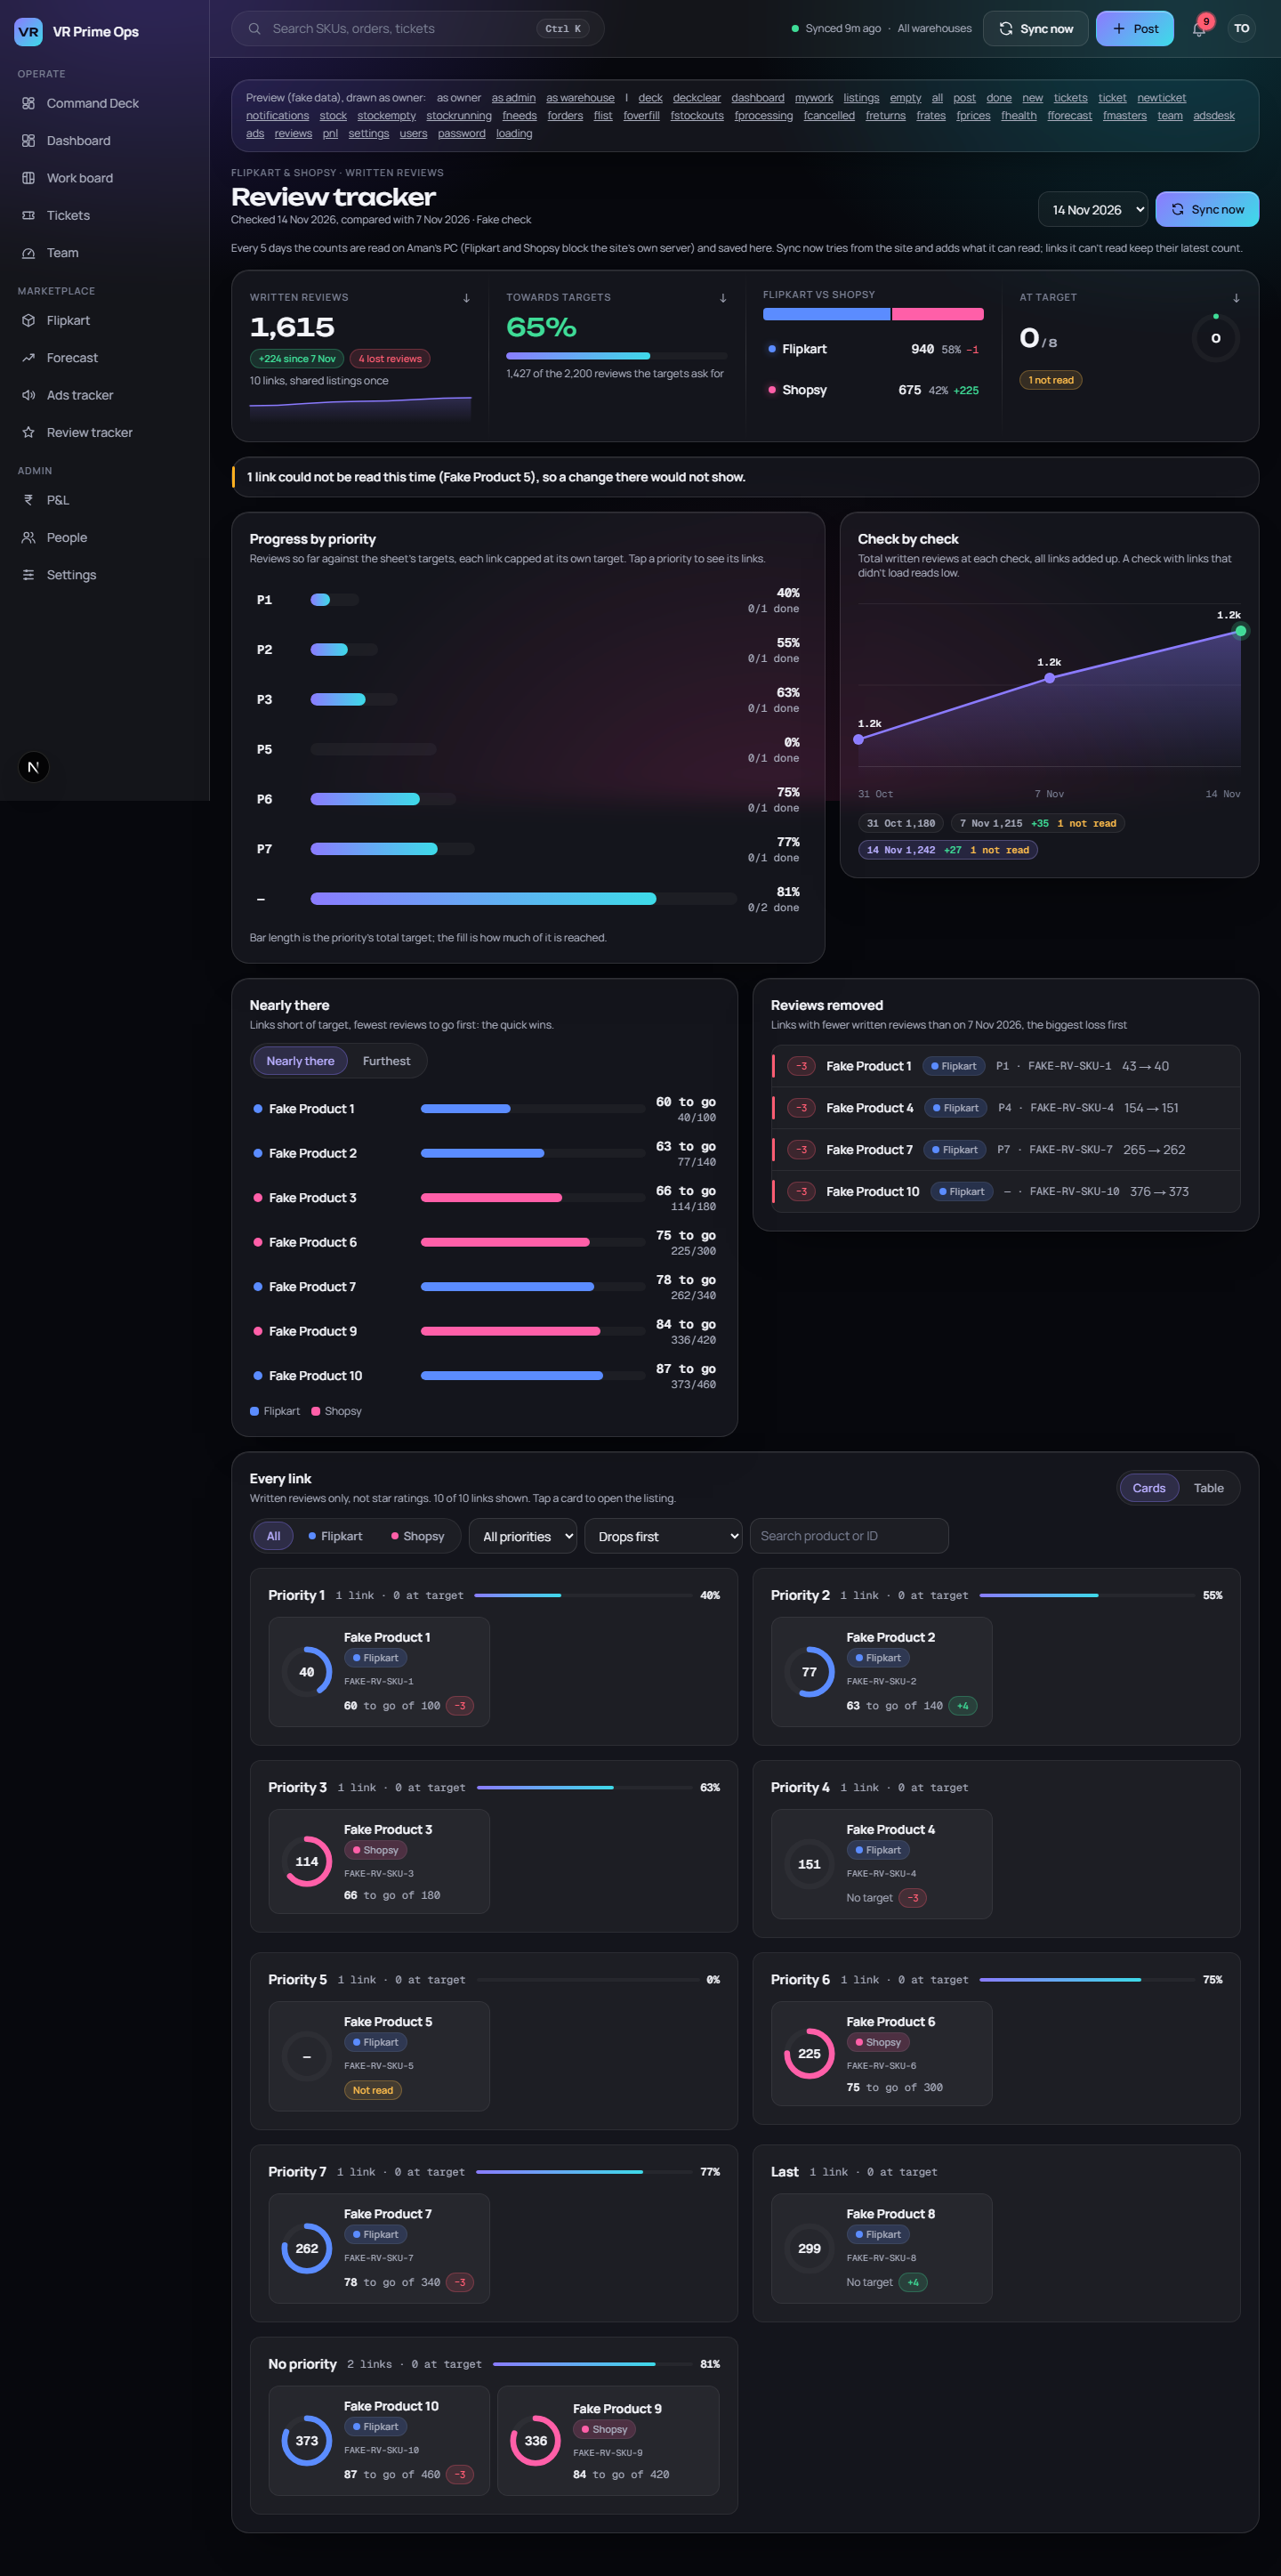 VR VR Prime Ops
OPERATE
Command Deck
Dashboard
Work board
Tickets
Team
MARKETPLACE
Flipkart
Forecast
Ads tracker
Review tracker
ADMIN
₹ P&L
People
Settings
N
Search SKUs, orders, tickets Ctrl K
Synced 9m ago · All warehouses
Sync now
+ Post
9
TO
Preview (fake data), drawn as owner: as owner as admin as warehouse | deck deckclear dashboard mywork listings empty all post done new tickets ticket newticket
notifications stock stockempty stockrunning fneeds forders flist foverfill fstockouts fprocessing fcancelled freturns frates fprices fhealth fforecast fmasters team adsdesk
ads reviews pnl settings users password loading
FLIPKART & SHOPSY · WRITTEN REVIEWS
Review tracker
Checked 14 Nov 2026, compared with 7 Nov 2026 · Fake check
14 Nov 2026
Sync now
Every 5 days the counts are read on Aman's PC (Flipkart and Shopsy block the site's own server) and saved here. Sync now tries from the site and adds what it can read; links it can't read keep their latest count.
WRITTEN REVIEWS ↓
1,615
+224 since 7 Nov 4 lost reviews
10 links, shared listings once
TOWARDS TARGETS ↓
65%
1,427 of the 2,200 reviews the targets ask for
FLIPKART VS SHOPSY
Flipkart 940 58% −1
Shopsy 675 42% +225
AT TARGET ↓
0/8
0
1 not read
1 link could not be read this time (Fake Product 5), so a change there would not show.
Progress by priority
Reviews so far against the sheet's targets, each link capped at its own target. Tap a priority to see its links.
P1 40%
0/1 done
P2 55%
0/1 done
P3 63%
0/1 done
P5 0%
0/1 done
P6 75%
0/1 done
P7 77%
0/1 done
— 81%
0/2 done
Bar length is the priority's total target; the fill is how much of it is reached.
Check by check
Total written reviews at each check, all links added up. A check with links that
didn't load reads low.
1.2k
1.2k
1.2k
31 Oct 7 Nov 14 Nov
31 Oct 1,180 7 Nov 1,215 +35 1 not read
14 Nov 1,242 +27 1 not read
Nearly there
Links short of target, fewest reviews to go first: the quick wins.
Nearly there Furthest
Fake Product 1 60 to go
40/100
Fake Product 2 63 to go
77/140
Fake Product 3 66 to go
114/180
Fake Product 6 75 to go
225/300
Fake Product 7 78 to go
262/340
Fake Product 9 84 to go
336/420
Fake Product 10 87 to go
373/460
Flipkart Shopsy
Reviews removed
Links with fewer written reviews than on 7 Nov 2026, the biggest loss first
−3 Fake Product 1 Flipkart P1 · FAKE-RV-SKU-1 43 → 40
−3 Fake Product 4 Flipkart P4 · FAKE-RV-SKU-4 154 → 151
−3 Fake Product 7 Flipkart P7 · FAKE-RV-SKU-7 265 → 262
−3 Fake Product 10 Flipkart — · FAKE-RV-SKU-10 376 → 373
Every link
Written reviews only, not star ratings. 10 of 10 links shown. Tap a card to open the listing.
Cards Table
All Flipkart Shopsy All priorities Drops first Search product or ID
Priority 1 1 link · 0 at target 40%
Fake Product 1
Flipkart
40
FAKE-RV-SKU-1
60 to go of 100 −3
Priority 2 1 link · 0 at target 55%
Fake Product 2
Flipkart
77
FAKE-RV-SKU-2
63 to go of 140 +4
Priority 3 1 link · 0 at target 63%
Fake Product 3
Shopsy
114
FAKE-RV-SKU-3
66 to go of 180
Priority 4 1 link · 0 at target
Fake Product 4
Flipkart
151
FAKE-RV-SKU-4
No target −3
Priority 5 1 link · 0 at target 0%
Fake Product 5
Flipkart
—
FAKE-RV-SKU-5
Not read
Priority 6 1 link · 0 at target 75%
Fake Product 6
Shopsy
225
FAKE-RV-SKU-6
75 to go of 300
Priority 7 1 link · 0 at target 77%
Fake Product 7
Flipkart
262
FAKE-RV-SKU-7
78 to go of 340 −3
Last 1 link · 0 at target
Fake Product 8
Flipkart
299
FAKE-RV-SKU-8
No target +4
No priority 2 links · 0 at target 81%
Fake Product 10
Flipkart
373
FAKE-RV-SKU-10
87 to go of 460 −3
Fake Product 9
Shopsy
336
FAKE-RV-SKU-9
84 to go of 420